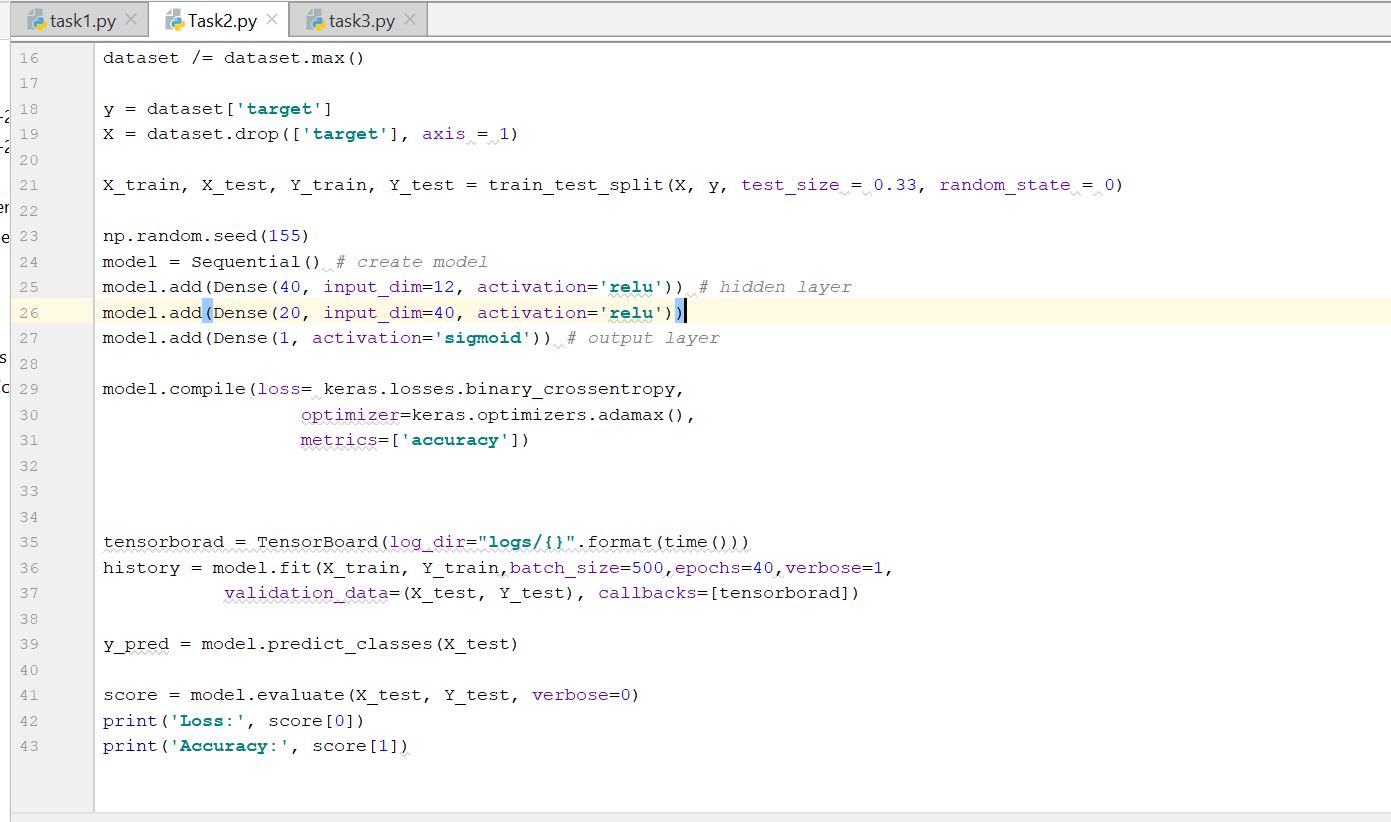 task1.py Task2.py task3.py
16 dataset /= dataset.max()
17
18 y = dataset['target']
19 X = dataset.drop(['target'], axis = 1)
20
21 X_train, X_test, Y_train, Y_test = train_test_split(X, y, test_size = 0.33, random_state = 0)
22
23 np.random.seed(155)
24 model = Sequential() # create model
25 model.add(Dense(40, input_dim=12, activation='relu')) # hidden layer
26 model.add(Dense(20, input_dim=40, activation='relu'))
27 model.add(Dense(1, activation='sigmoid')) # output layer
28
29 model.compile(loss= keras.losses.binary_crossentropy,
30 optimizer=keras.optimizers.adamax(),
31 metrics=['accuracy'])
32
33
34
35 tensorborad = TensorBoard(log_dir="logs/{}".format(time()))
36 history = model.fit(X_train, Y_train,batch_size=500,epochs=40,verbose=1,
37 validation_data=(X_test, Y_test), callbacks=[tensorborad])
38
39 y_pred = model.predict_classes(X_test)
40
41 score = model.evaluate(X_test, Y_test, verbose=0)
42 print('Loss:', score[0])
43 print('Accuracy:', score[1])